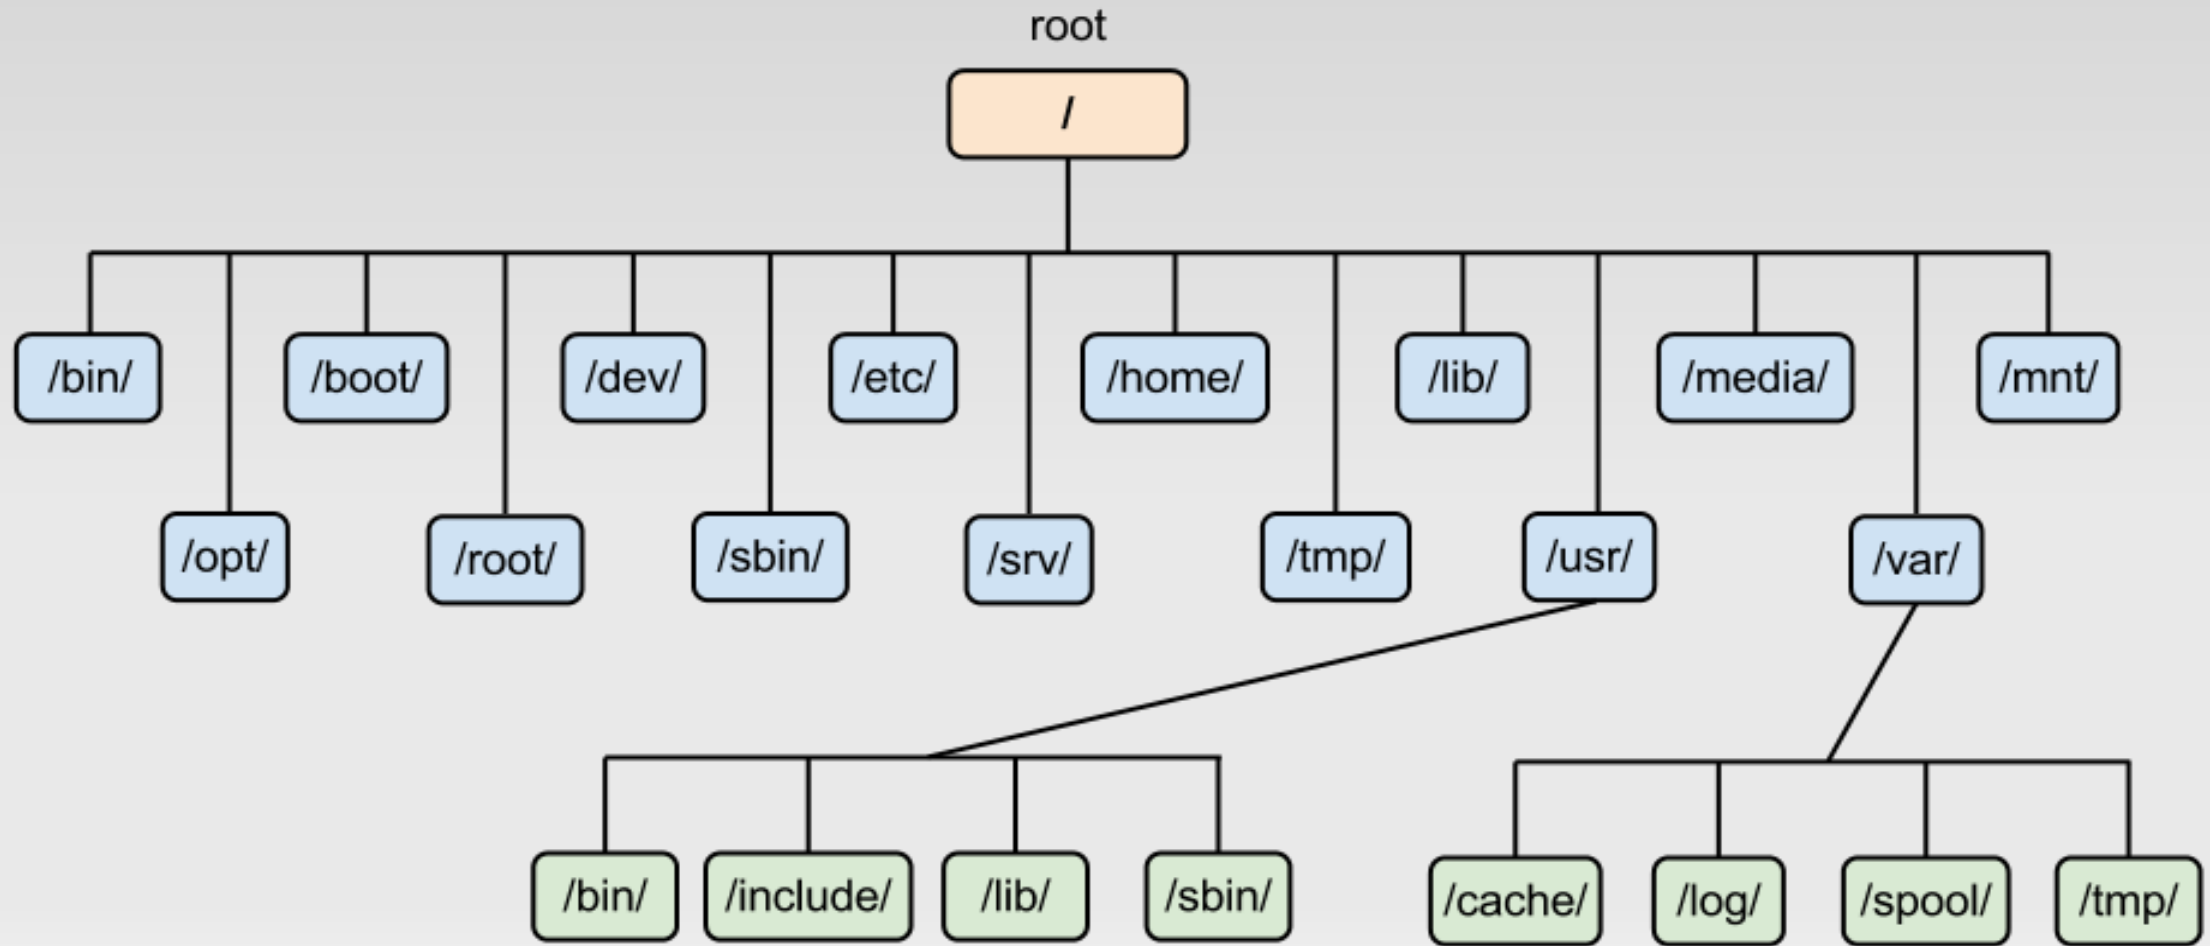 root
/
/bin/
/boot/
/dev/
/etc/
/home/
/lib/
/media/
/mnt/
/opt/
/root/
/sbin/
/srv/
/tmp/
/usr/
/var/
/bin/
/include/
/lib/
/sbin/
/cache/
/log/
/spool/
/tmp/